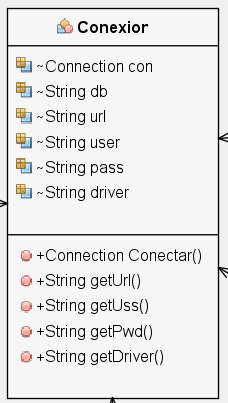 Conexior
~Connection con
~String db
~String url
~String user
~String pass
~String driver
+Connection Conectar()
+String getUrl()
+String getUss()
+String getPwd()
+String getDriver()